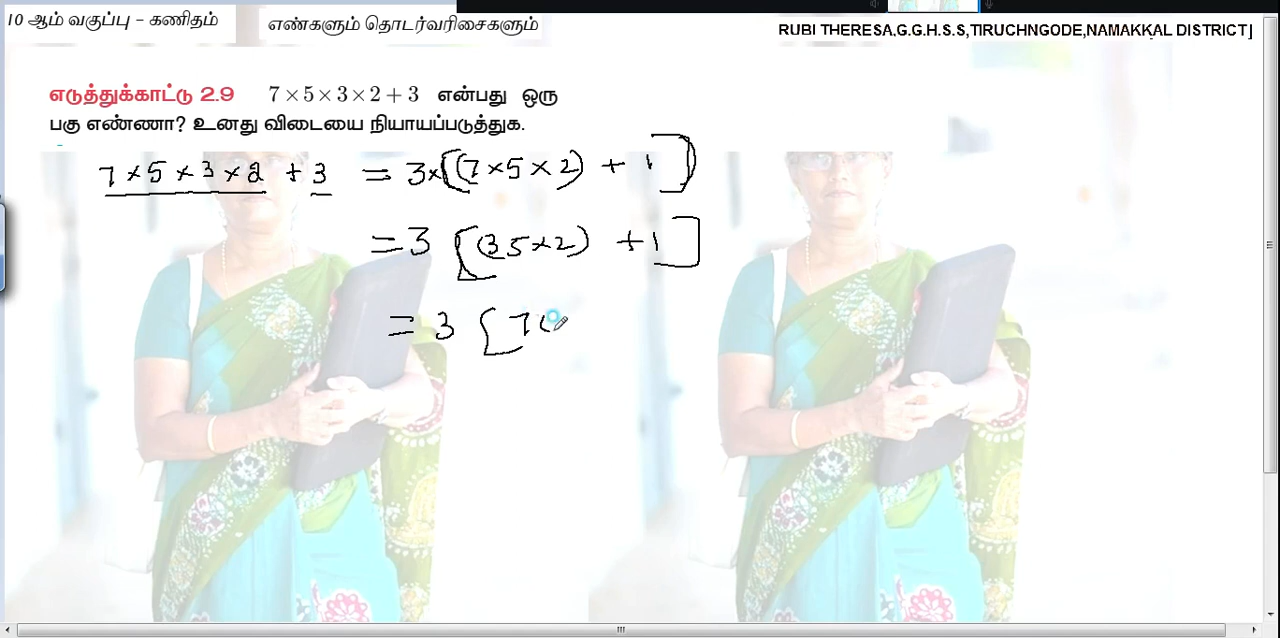 10 ஆம் வகுப்பு – கணிதம்
எண்களும் தொடர்வரிசைகளும்
RUBI THERESA,G.G.H.S.S,TIRUCHNGODE,NAMAKKAL DISTRICT]
எடுத்துக்காட்டு 2.9 7×5×3×2+3 என்பது ஒரு
பகு எண்ணா? உனது விடையை நியாயப்படுத்துக.
7×5×3×2 + 3 = 3×[(7×5×2) + 1]
= 3 [(35×2) + 1]
= 3 [70